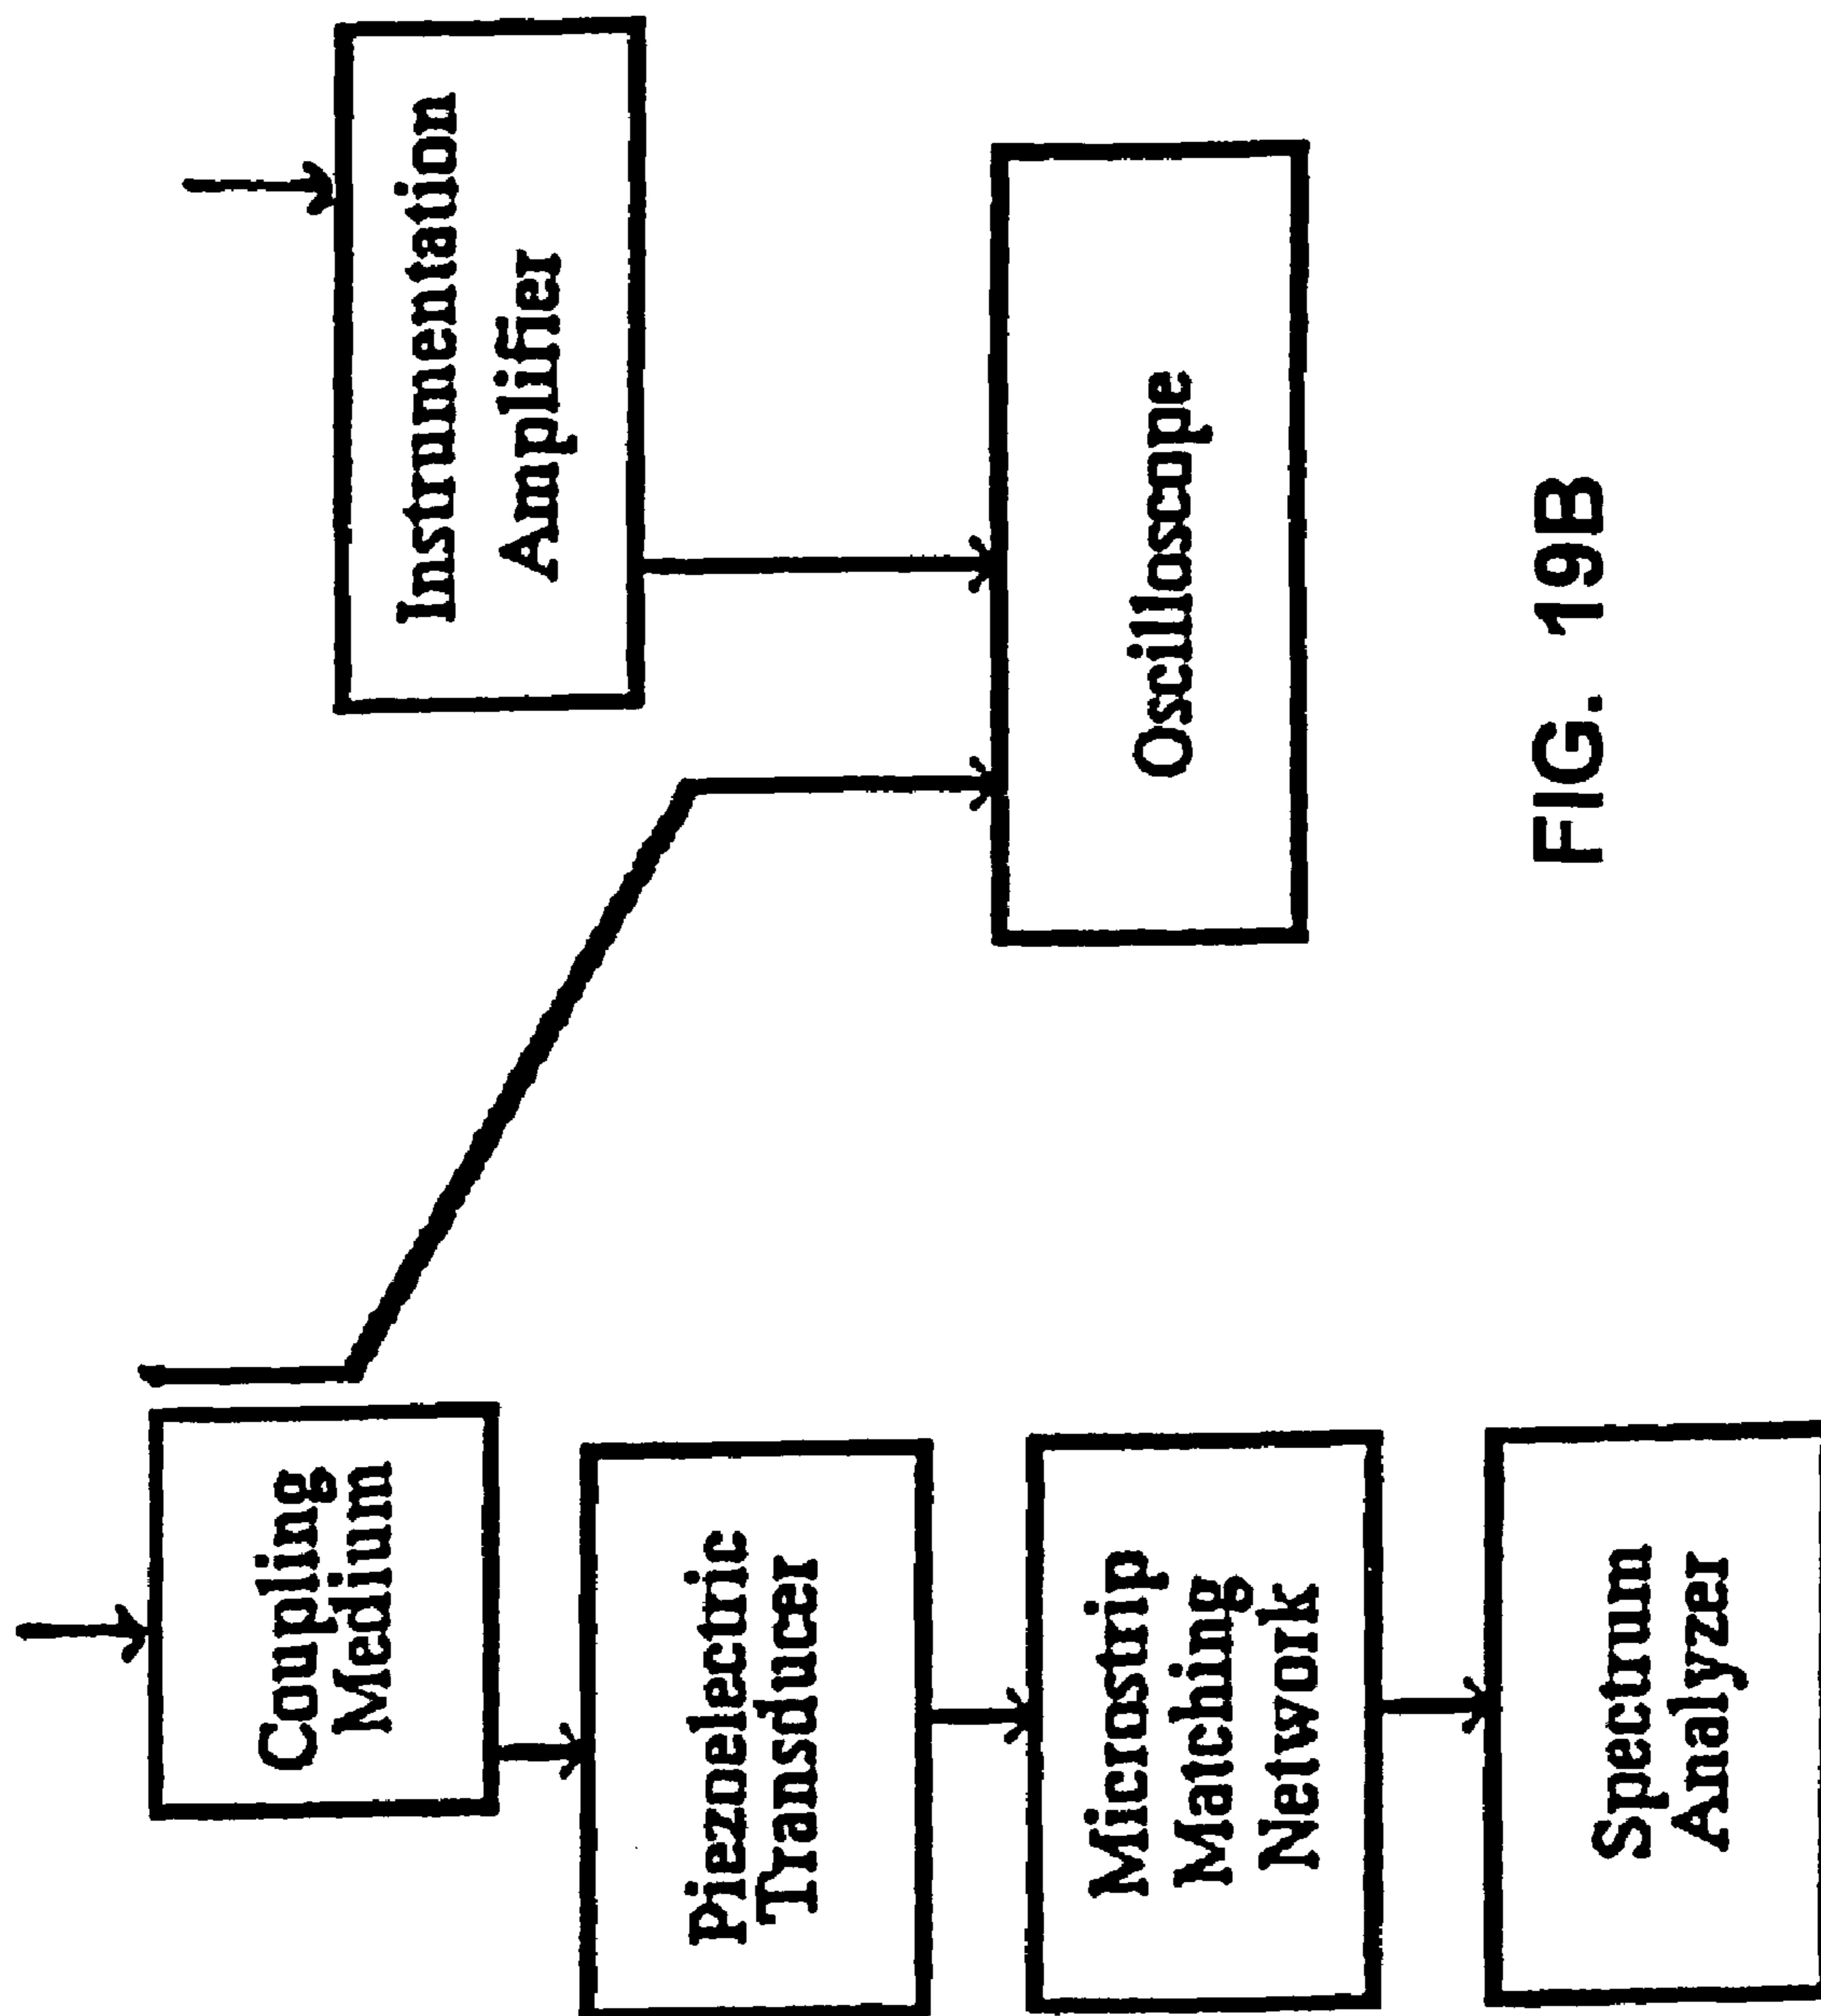 Instrumentation
Amplifier
Oscilloscope
Coupling
Medium
Piezoelectric
Transducer
Microstrip
Matching
Network
Spectrum
Analyzer
FIG. 19B